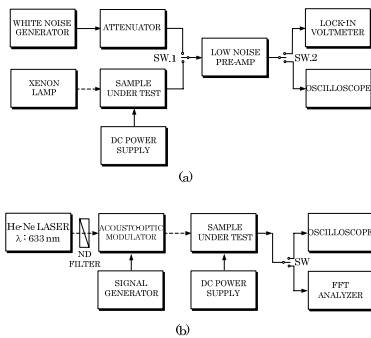 WHITE NOISE
GENERATOR
ATTENUATOR
LOCK-IN
VOLTMETER
SW.1
LOW NOISE
PRE-AMP
SW.2
XENON
LAMP
SAMPLE
UNDER TEST
OSCILLOSCOPE
DC POWER
SUPPLY
(a)
He-Ne LASER
λ : 633 nm
ND
FILTER
ACOUSTO-OPTIC
MODULATOR
SAMPLE
UNDER TEST
OSCILLOSCOPE
SW
SIGNAL
GENERATOR
DC POWER
SUPPLY
FFT
ANALYZER
(b)